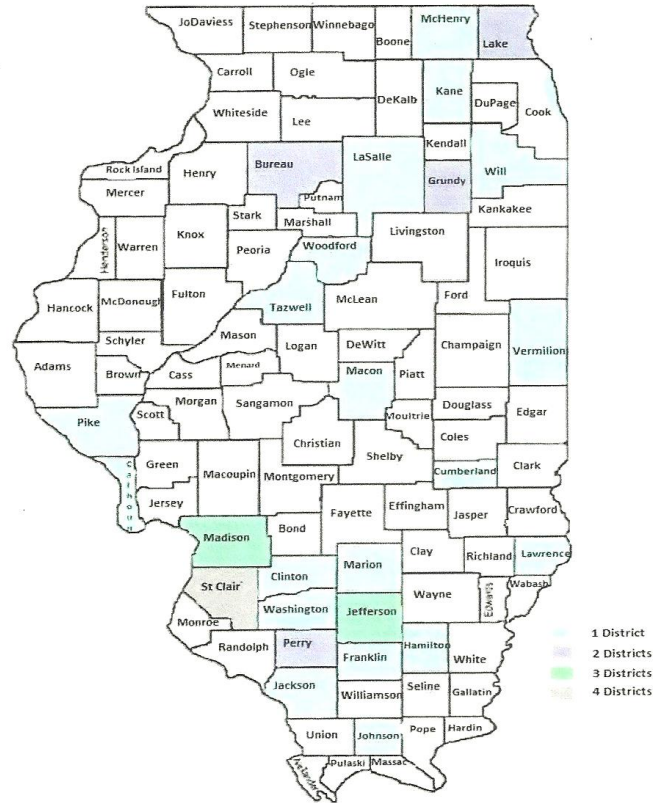 JoDaviess
Stephenson
Winnebago
Boone
McHenry
Lake
Carroll
Ogle
DeKalb
Kane
DuPage
Cook
Whiteside
Lee
Kendall
Rock Island
Henry
Bureau
LaSalle
Grundy
Will
Mercer
Putnam
Kankakee
Stark
Marshall
Henderson
Warren
Knox
Peoria
Woodford
Livingston
Iroquis
Hancock
McDonough
Fulton
Tazwell
McLean
Ford
Schyler
Mason
Logan
DeWitt
Champaign
Vermilion
Adams
Brown
Cass
Menard
Macon
Piatt
Pike
Scott
Morgan
Sangamon
Moultrie
Douglass
Edgar
Christian
Coles
Calhoun
Green
Macoupin
Montgomery
Shelby
Cumberland
Clark
Jersey
Fayette
Effingham
Jasper
Crawford
Madison
Bond
Marion
Clay
Richland
Lawrence
St Clair
Clinton
Washington
Jefferson
Wayne
Edwards
Wabash
Monroe
Randolph
Perry
Franklin
Hamilton
White
Jackson
Williamson
Seline
Gallatin
Union
Johnson
Pope
Hardin
Pulaski
Massac
1 District
2 Districts
3 Districts
4 Districts